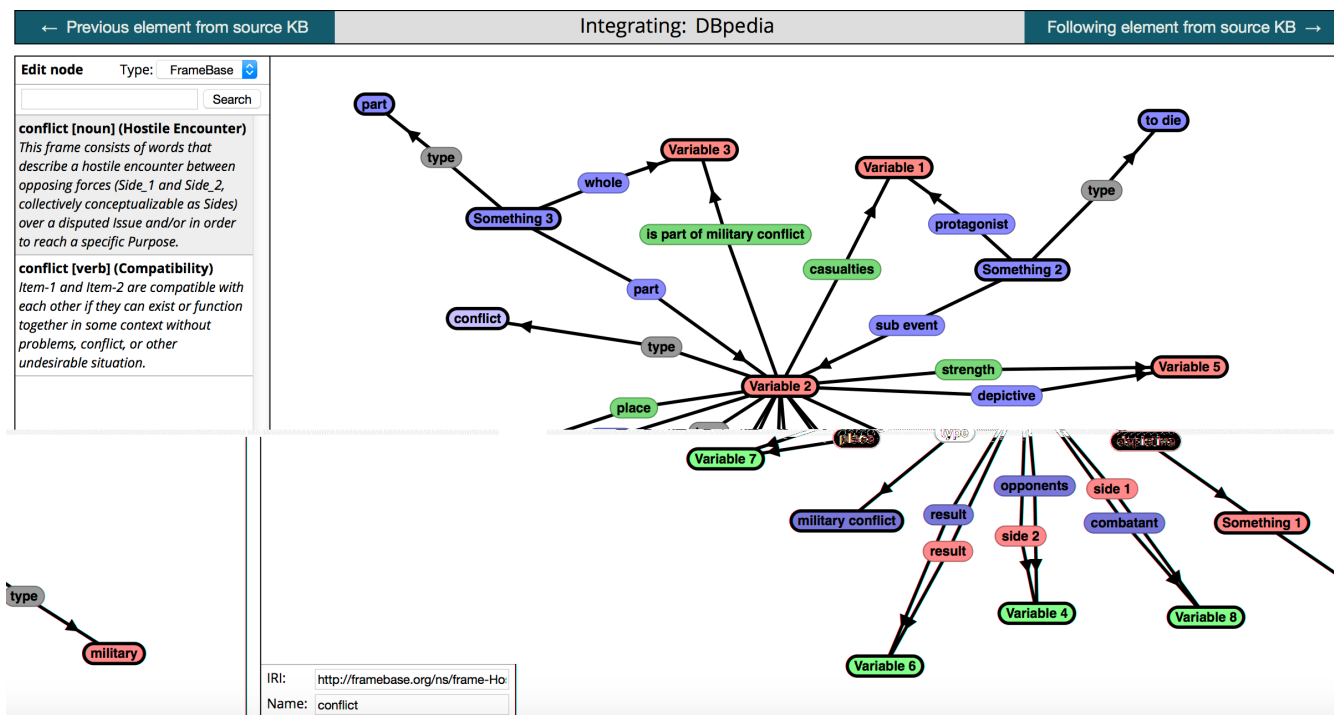 ← Previous element from source KB
Integrating: DBpedia
Following element from source KB →
Edit node
Type:
FrameBase
Search
conflict [noun] (Hostile Encounter)
This frame consists of words that
describe a hostile encounter between
opposing forces (Side_1 and Side_2,
collectively conceptualizable as Sides)
over a disputed Issue and/or in order
to reach a specific Purpose.
conflict [verb] (Compatibility)
Item-1 and Item-2 are compatible with
each other if they can exist or function
together in some context without
problems, conflict, or other
undesirable situation.
part
to die
type
Variable 3
Variable 1
whole
type
Something 3
protagonist
is part of military conflict
casualties
Something 2
part
conflict
sub event
type
strength
Variable 5
Variable 2
depictive
place
place
type
Variable 7
opponents
side 1
military conflict
result
combatant
Something 1
side 2
result
type
Variable 4
Variable 8
military
Variable 6
IRI:
http://framebase.org/ns/frame-Ho
Name:
conflict